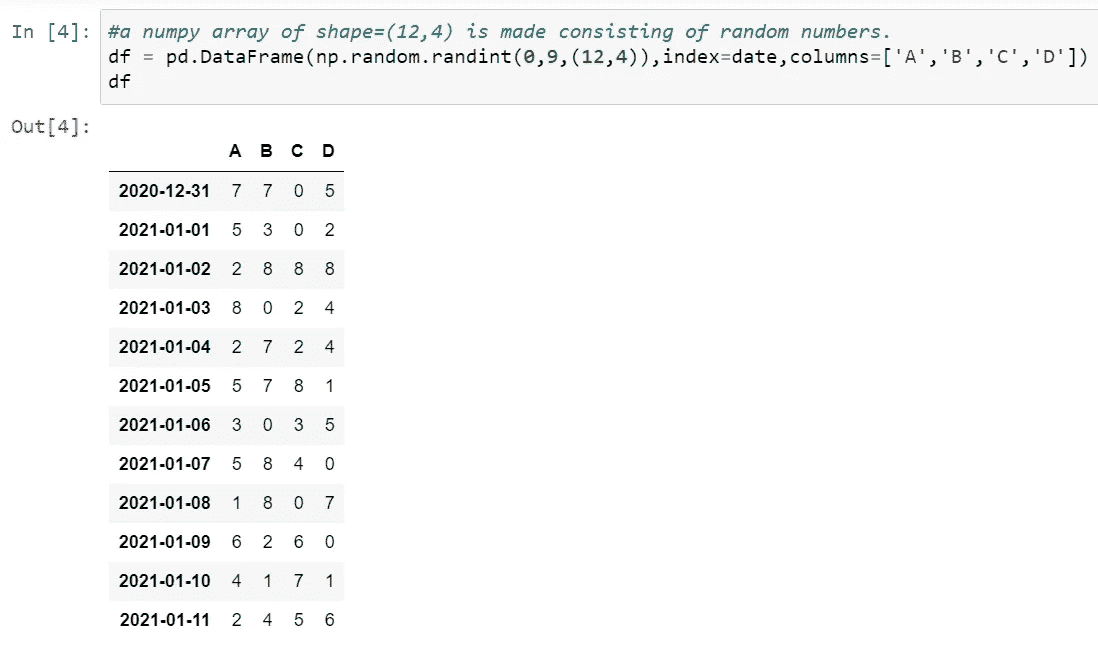 In [4]: #a numpy array of shape=(12,4) is made consisting of random numbers.
df = pd.DataFrame(np.random.randint(0,9,(12,4)),index=date,columns=['A','B','C','D'])
df
Out[4]:
A B C D
2020-12-31 7 7 0 5
2021-01-01 5 3 0 2
2021-01-02 2 8 8 8
2021-01-03 8 0 2 4
2021-01-04 2 7 2 4
2021-01-05 5 7 8 1
2021-01-06 3 0 3 5
2021-01-07 5 8 4 0
2021-01-08 1 8 0 7
2021-01-09 6 2 6 0
2021-01-10 4 1 7 1
2021-01-11 2 4 5 6